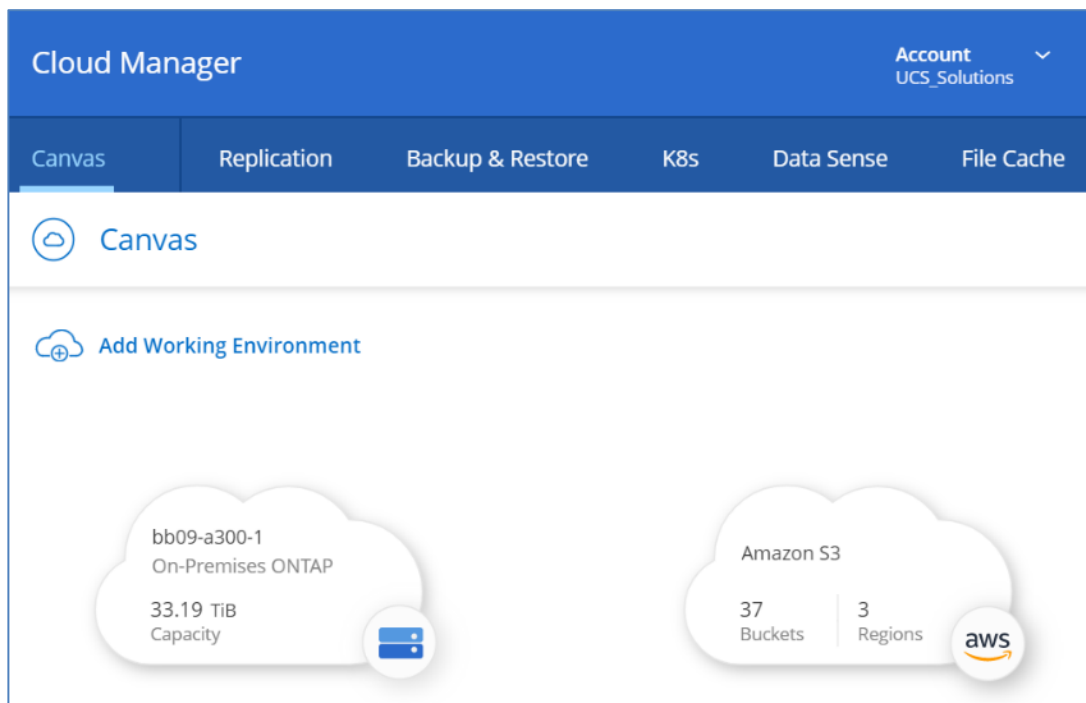 Cloud Manager
Account
UCS_Solutions
Canvas
Replication
Backup & Restore
K8s
Data Sense
File Cache
Canvas
Add Working Environment
bb09-a300-1
On-Premises ONTAP
33.19 TiB
Capacity
Amazon S3
37
Buckets
3
Regions
aws